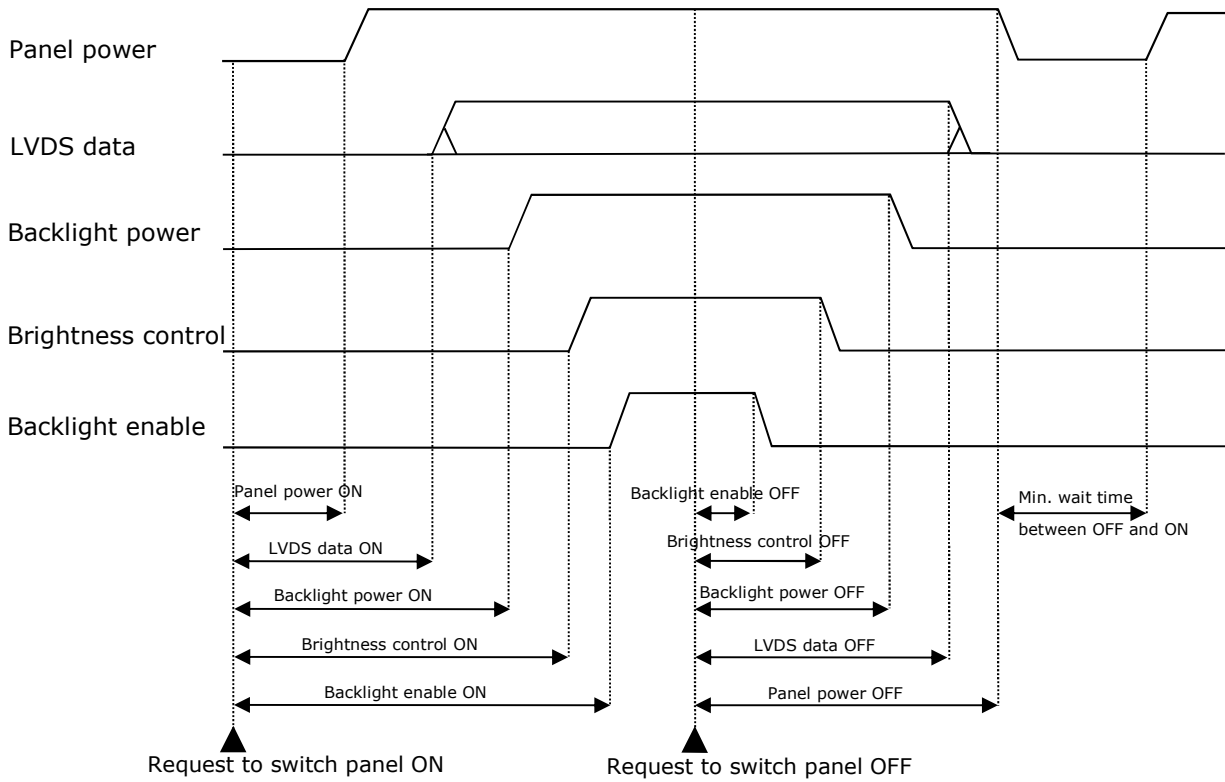 Panel power
LVDS data
Backlight power
Brightness control
Backlight enable
Panel power ON
Backlight enable OFF
Min. wait time
between OFF and ON
LVDS data ON
Brightness control OFF
Backlight power ON
Backlight power OFF
Brightness control ON
LVDS data OFF
Backlight enable ON
Panel power OFF
Request to switch panel ON
Request to switch panel OFF